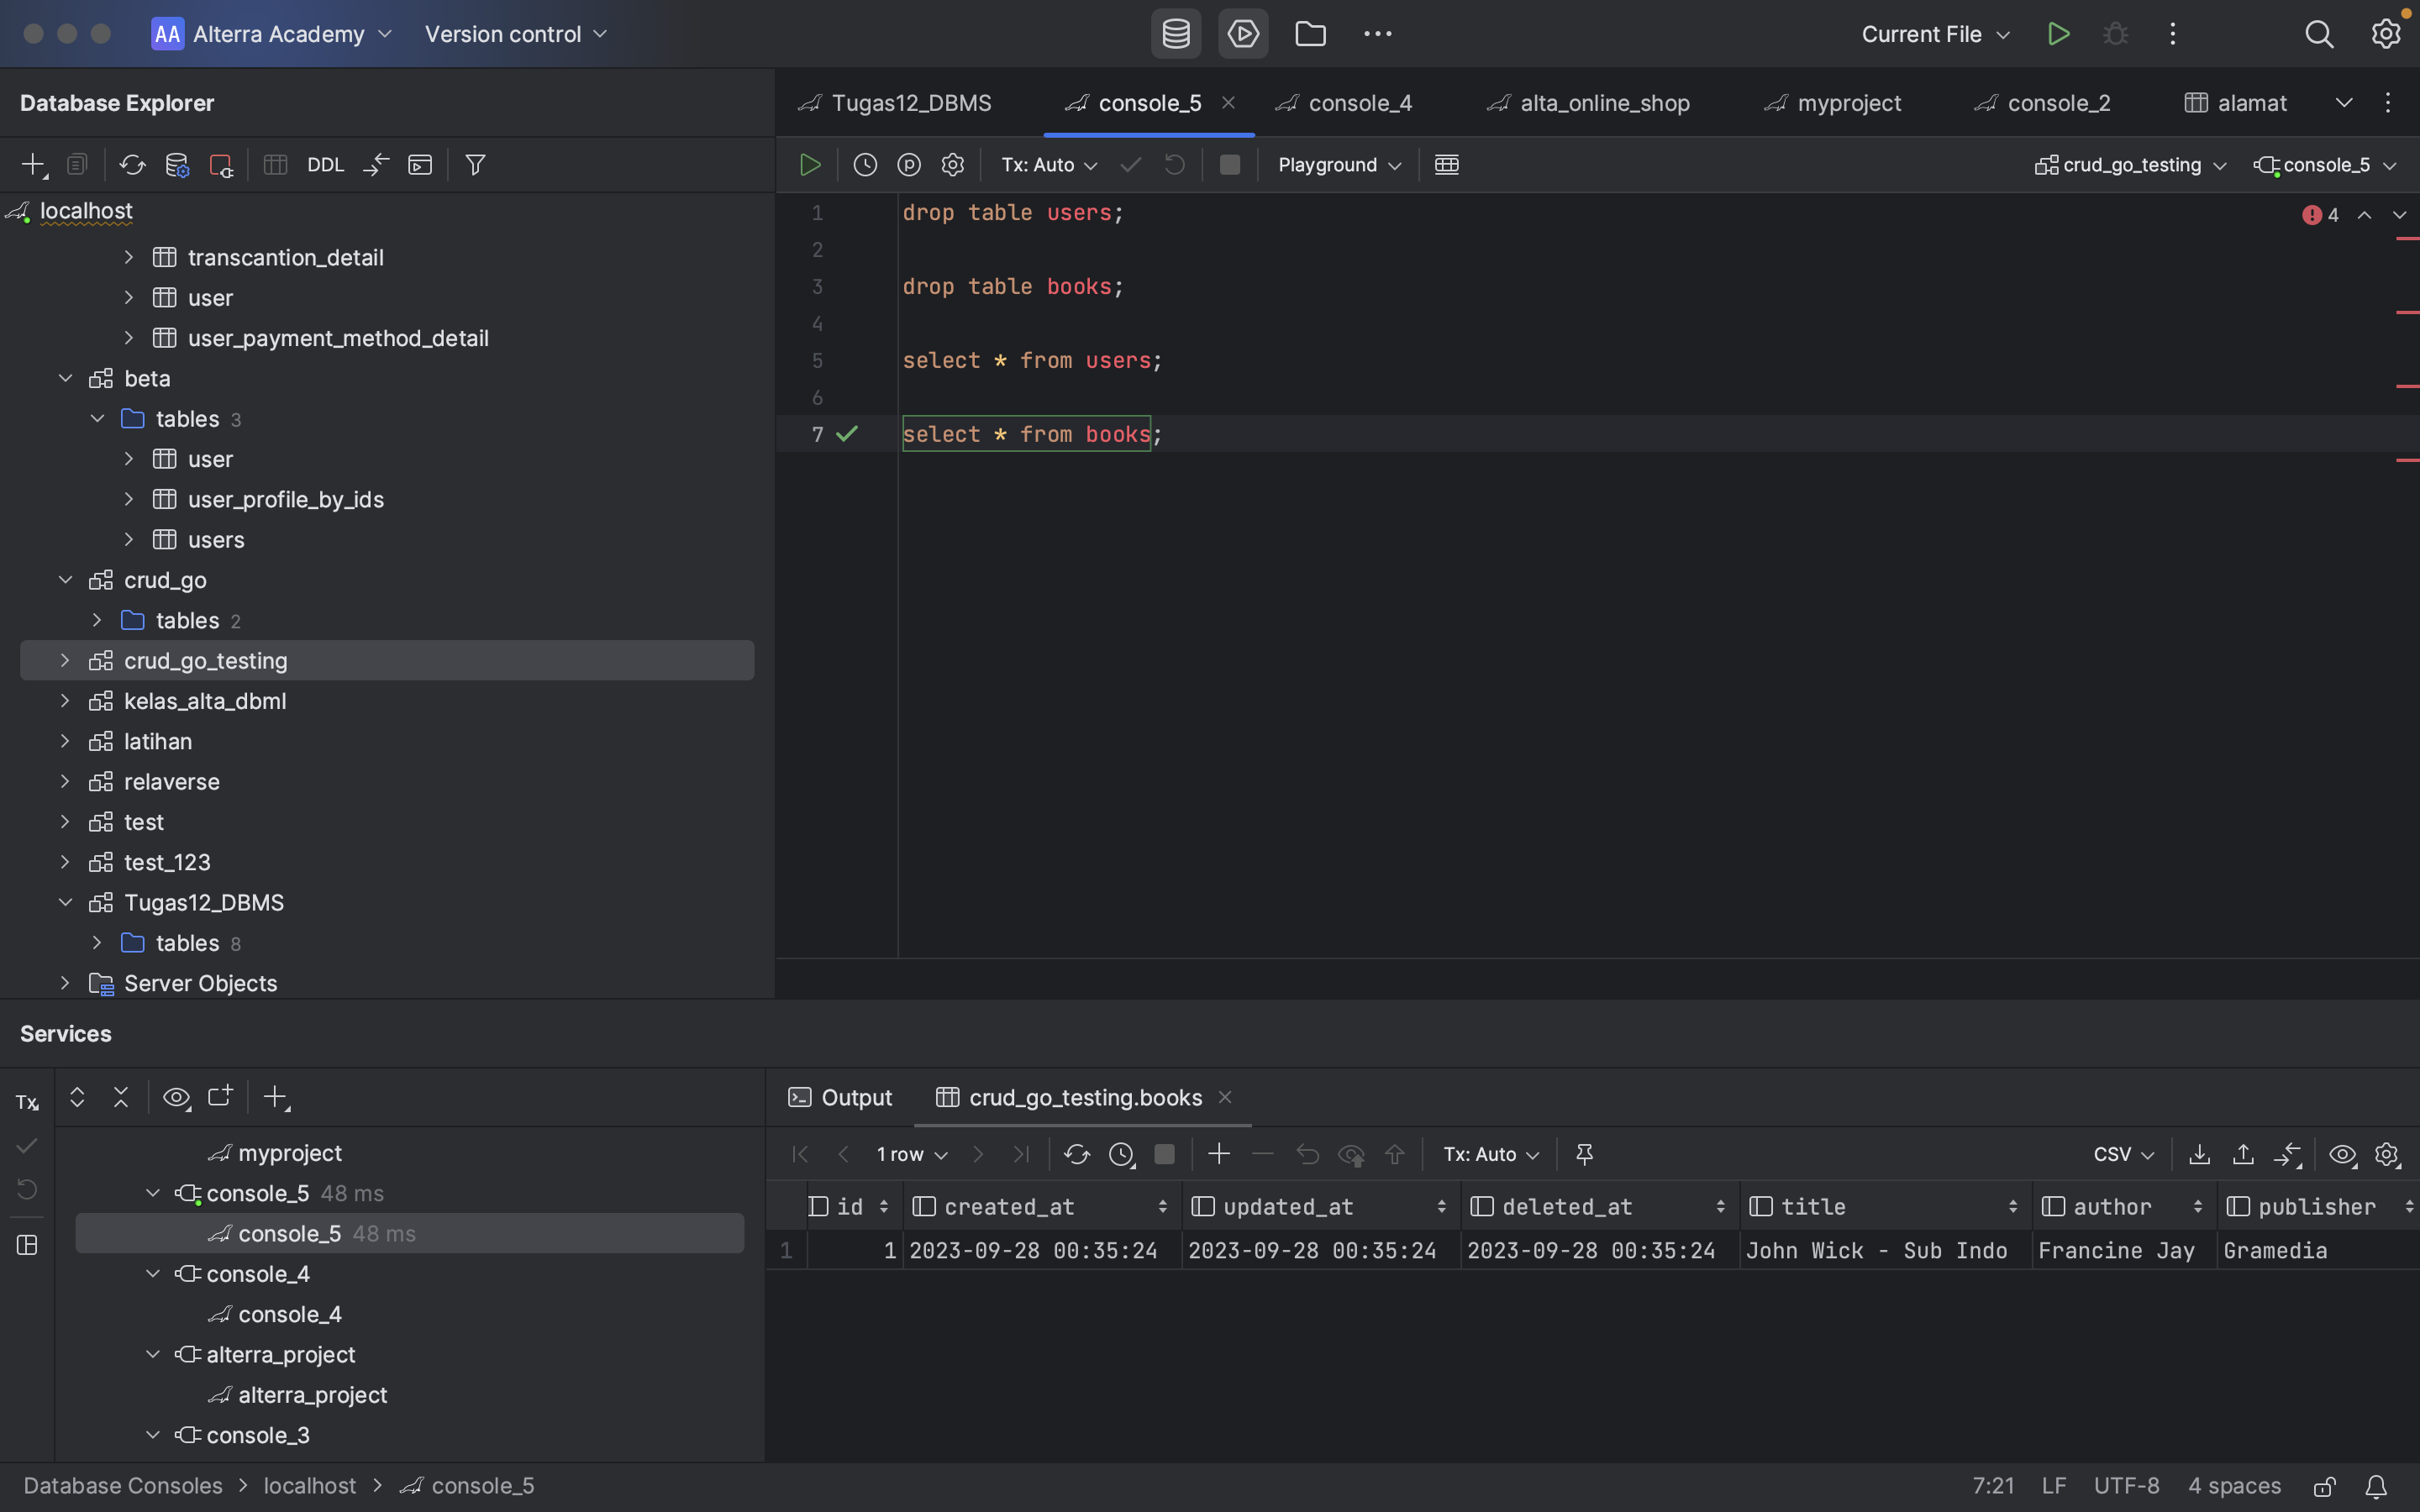 AA Alterra Academy Version control Current File
Database Explorer
Tugas12_DBMS console_5 console_4 alta_online_shop myproject console_2 alamat
DDL
Tx: Auto Playground crud_go_testing console_5
localhost
transcantion_detail
user
user_payment_method_detail
beta
tables 3
user
user_profile_by_ids
users
crud_go
tables 2
crud_go_testing
kelas_alta_dbml
latihan
relaverse
test
test_123
Tugas12_DBMS
tables 8
Server Objects
1 drop table users;
4
2
3 drop table books;
4
5 select * from users;
6
7 select * from books;
Services
Tx
myproject
console_5 48 ms
console_5 48 ms
console_4
console_4
alterra_project
alterra_project
console_3
Output crud_go_testing.books
1 row Tx: Auto CSV
id created_at updated_at deleted_at title author publisher
1 1 2023-09-28 00:35:24 2023-09-28 00:35:24 2023-09-28 00:35:24 John Wick - Sub Indo Francine Jay Gramedia
Database Consoles > localhost > console_5 7:21 LF UTF-8 4 spaces